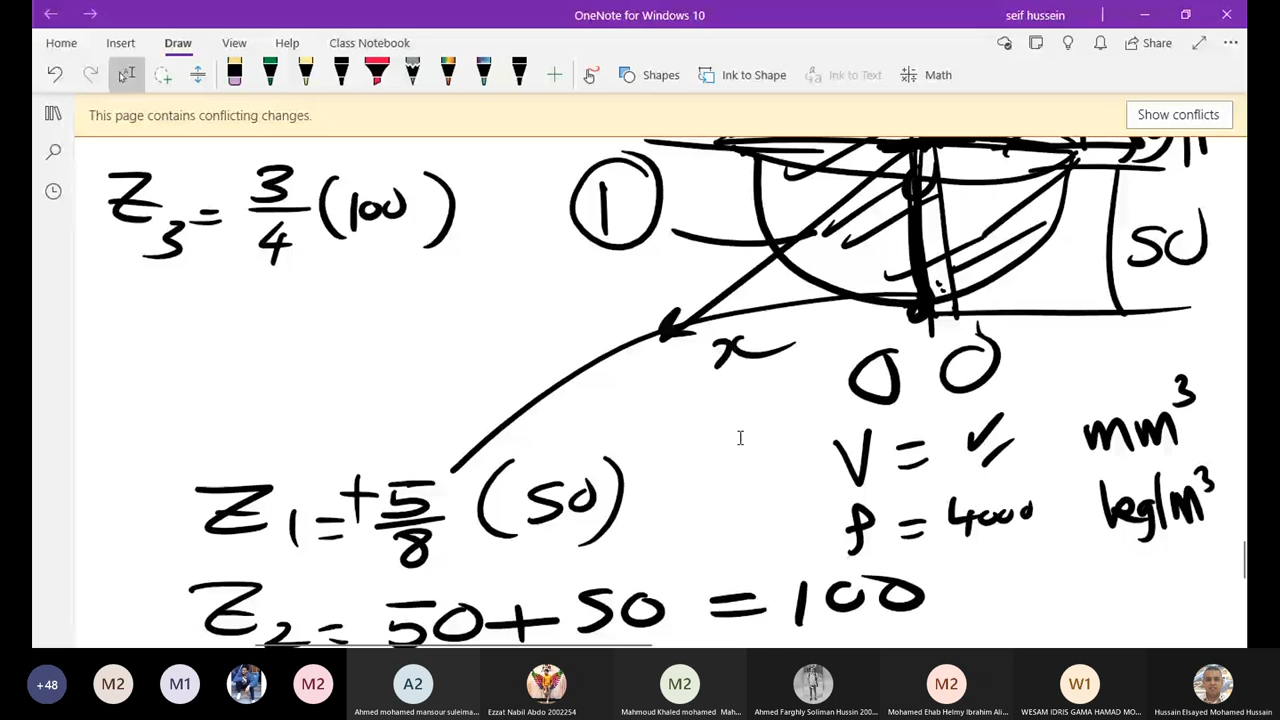 OneNote for Windows 10
seif hussein
Home Insert Draw View Help Class Notebook
Share
Shapes Ink to Shape Ink to Text Math
This page contains conflicting changes.
Show conflicts
Z3 = 3/4 (100)
1
50
x
V = ✓ mm³
ρ = 4000 kg/m³
Z1 = +5/8 (50)
Z2 = 50 + 50 = 100
+48 M2 M1 M2 A2 M2 M2 W1
Ahmed mohamed mansour suleima...
Ezzat Nabil Abdo 2002254
Mahmoud Khaled mohamed Mah...
Ahmed Farghly Soliman Hussin 200...
Mohamed Ehab Helmy Ibrahim Ali...
WESAM IDRIS GAMA HAMAD MO...
Hussein Elsayed Mohamed Hussain